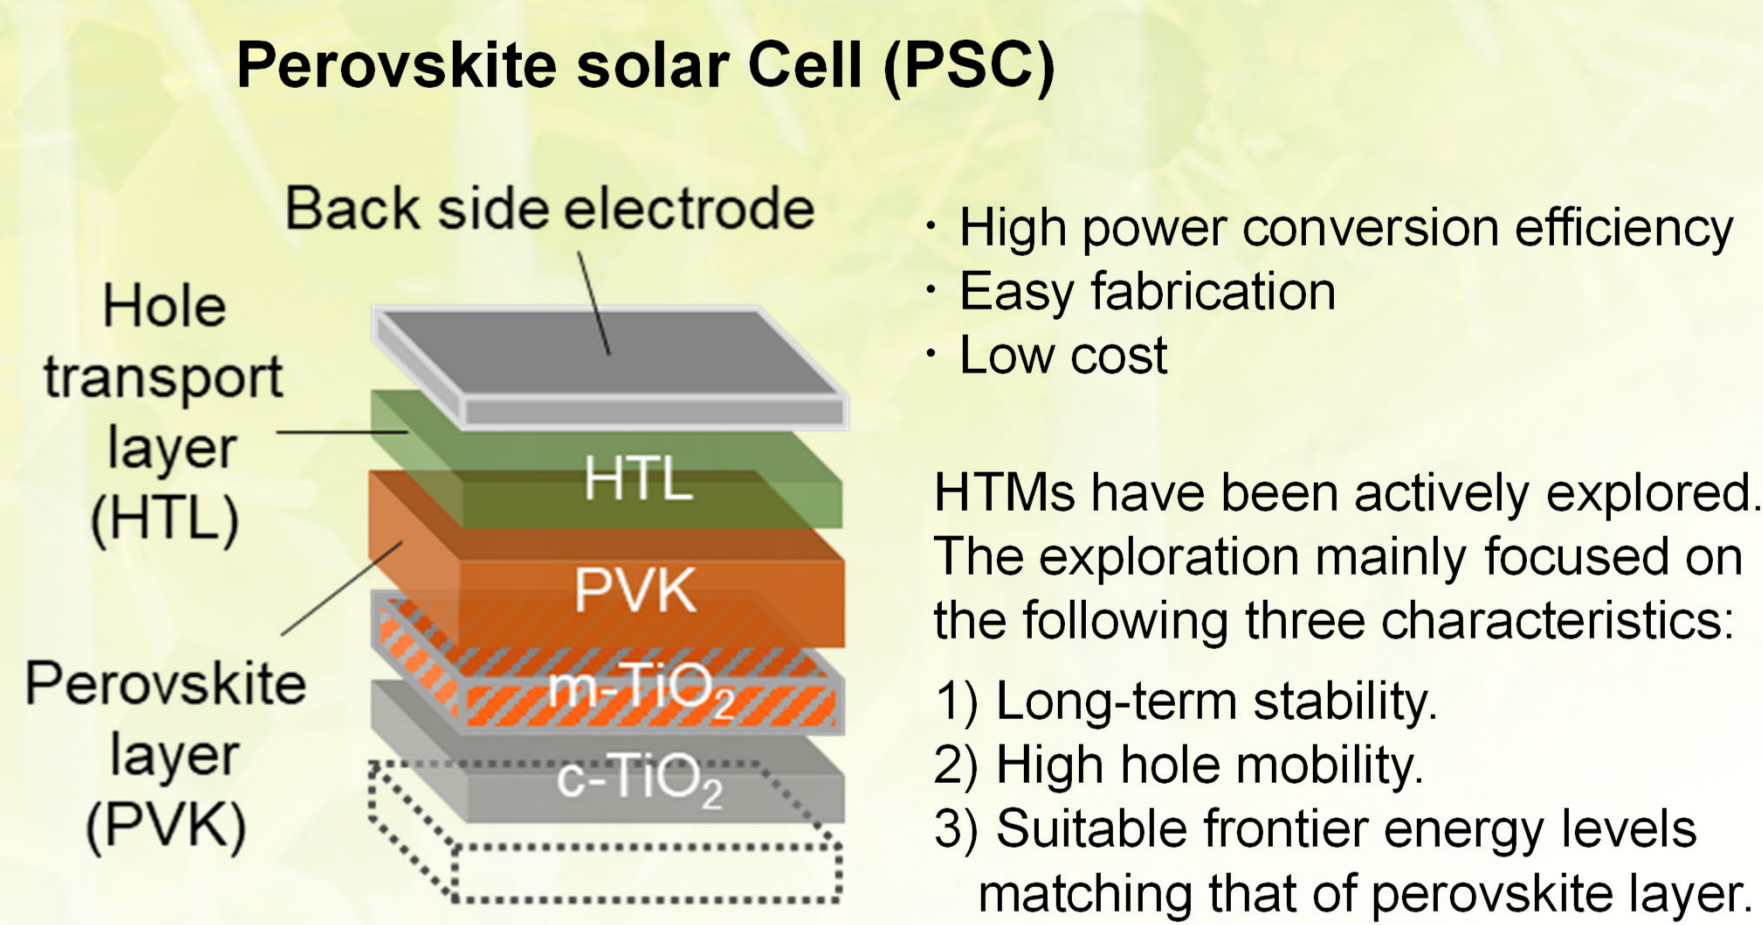 Perovskite solar Cell (PSC)
Back side electrode
Hole
transport
layer
(HTL)
Perovskite
layer
(PVK)
HTL
PVK
m-TiO₂
c-TiO₂
・High power conversion efficiency
・Easy fabrication
・Low cost
HTMs have been actively explored.
The exploration mainly focused on
the following three characteristics:
1) Long-term stability.
2) High hole mobility.
3) Suitable frontier energy levels
matching that of perovskite layer.